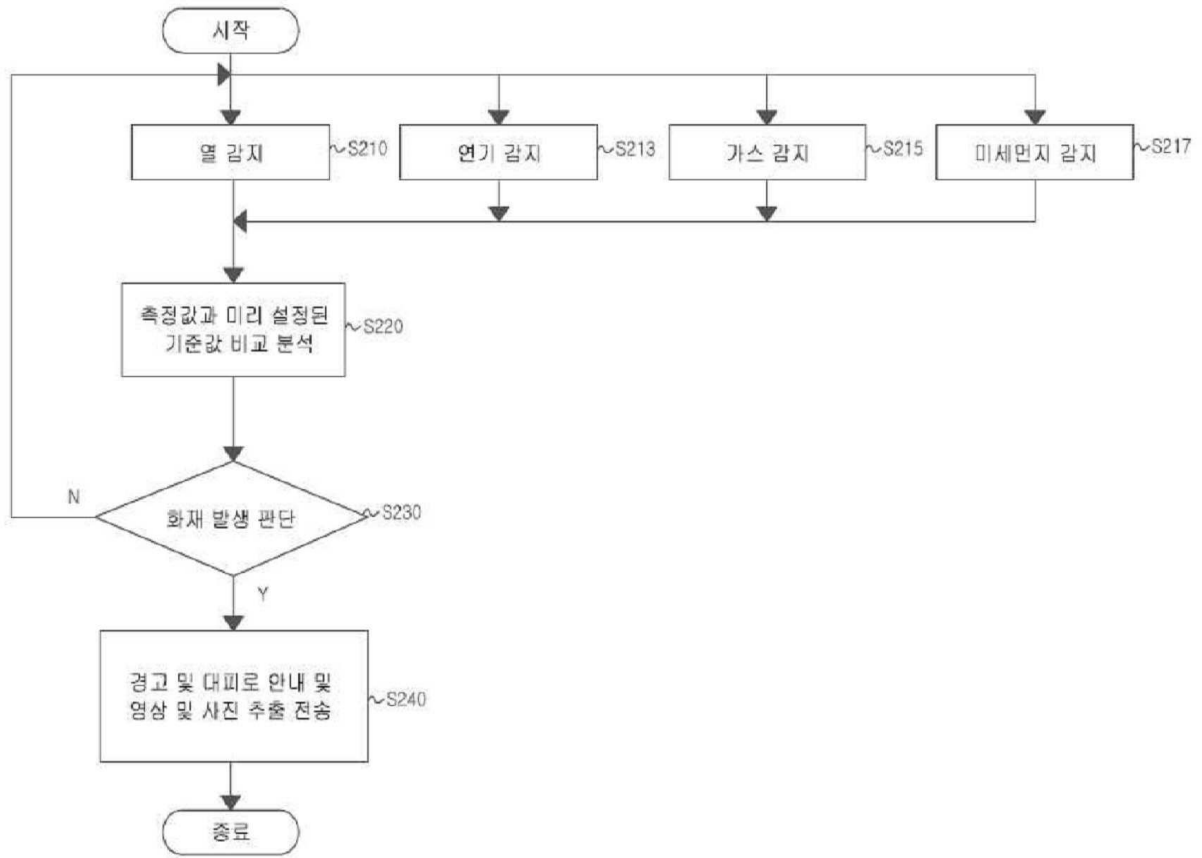 시작
열 감지
S210
연기 감지
S213
가스 감지
S215
미세먼지 감지
S217
측정값과 미리 설정된
기준값 비교 분석
S220
N
화재 발생 판단
S230
Y
경고 및 대피로 안내 및
영상 및 사진 추출 전송
S240
종료